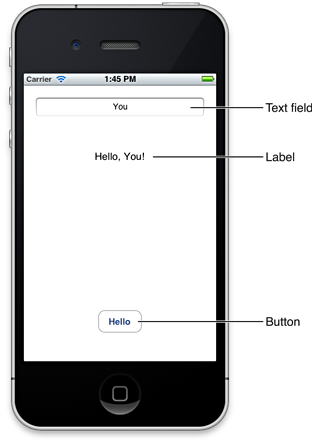 Carrier 1:45 PM
You
Text field
Hello, You!
Label
Hello
Button